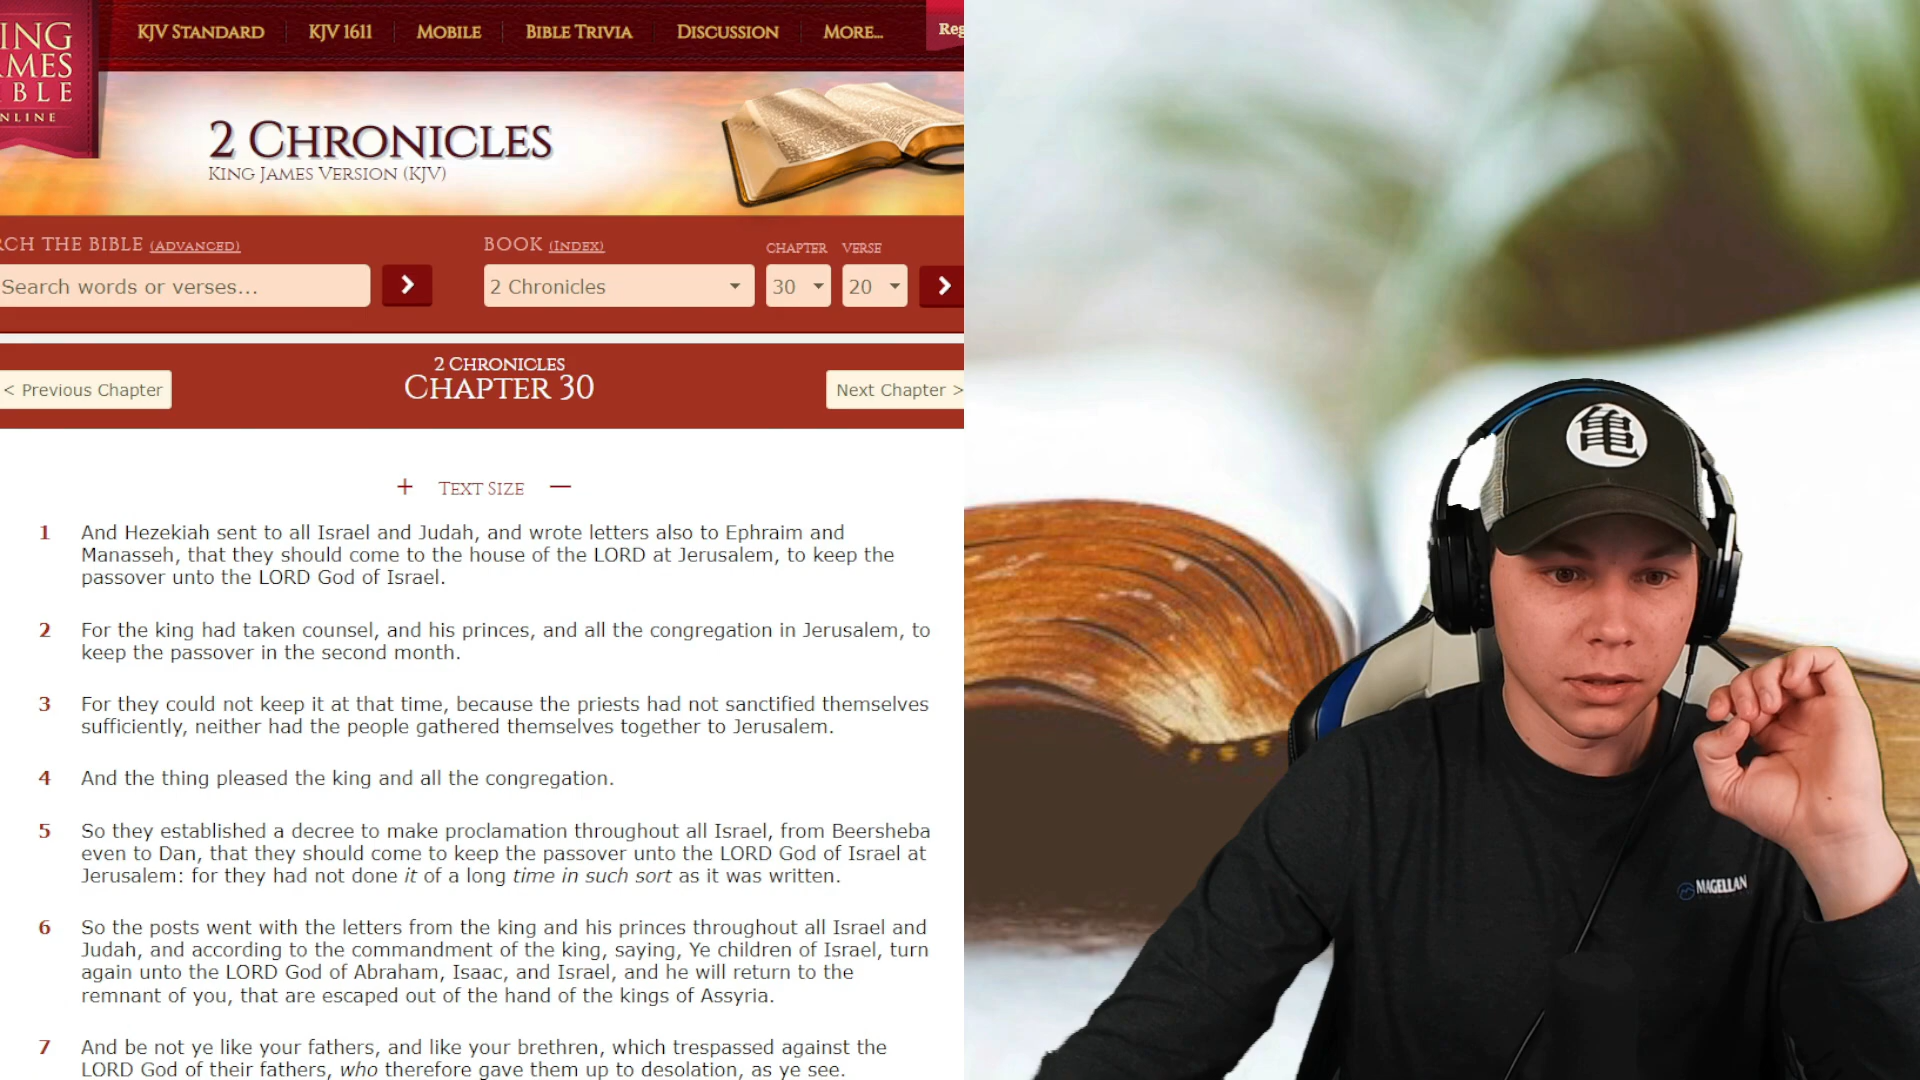 ING
AMES
IBLE
NLINE
KJV STANDARD
KJV 1611
MOBILE
BIBLE TRIVIA
DISCUSSION
MORE...
Reg
2 CHRONICLES
KING JAMES VERSION (KJV)
RCH THE BIBLE (ADVANCED)
Search words or verses...
BOOK (INDEX)
CHAPTER
VERSE
2 Chronicles
30
20
< Previous Chapter
2 CHRONICLES
CHAPTER 30
Next Chapter >
+ TEXT SIZE —
1 And Hezekiah sent to all Israel and Judah, and wrote letters also to Ephraim and
Manasseh, that they should come to the house of the LORD at Jerusalem, to keep the
passover unto the LORD God of Israel.
2 For the king had taken counsel, and his princes, and all the congregation in Jerusalem, to
keep the passover in the second month.
3 For they could not keep it at that time, because the priests had not sanctified themselves
sufficiently, neither had the people gathered themselves together to Jerusalem.
4 And the thing pleased the king and all the congregation.
5 So they established a decree to make proclamation throughout all Israel, from Beersheba
even to Dan, that they should come to keep the passover unto the LORD God of Israel at
Jerusalem: for they had not done it of a long time in such sort as it was written.
6 So the posts went with the letters from the king and his princes throughout all Israel and
Judah, and according to the commandment of the king, saying, Ye children of Israel, turn
again unto the LORD God of Abraham, Isaac, and Israel, and he will return to the
remnant of you, that are escaped out of the hand of the kings of Assyria.
7 And be not ye like your fathers, and like your brethren, which trespassed against the
LORD God of their fathers, who therefore gave them up to desolation, as ye see.
亀
MAGELLAN